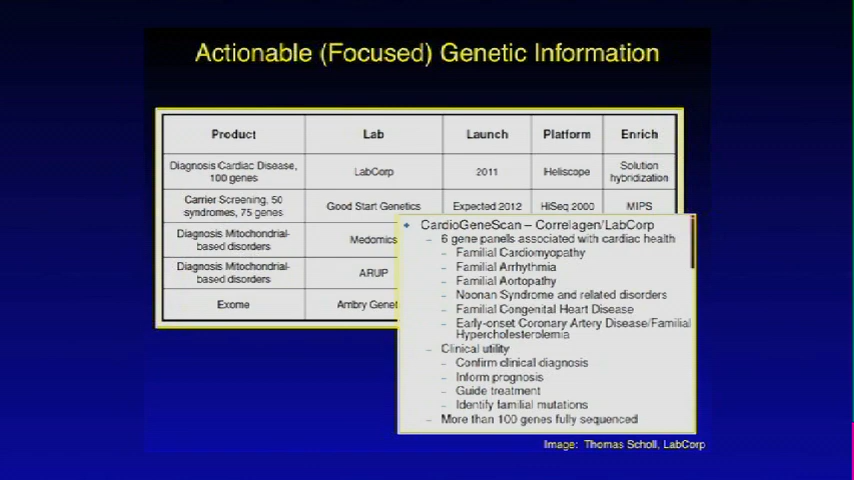 Actionable (Focused) Genetic Information
Product Lab Launch Platform Enrich
Diagnosis Cardiac Disease, 100 genes LabCorp 2011 Heliscope Solution hybridization
Carrier Screening, 50 syndromes, 75 genes Good Start Genetics Expected 2012 HiSeq 2000 MIPS
Diagnosis Mitochondrial-based disorders Medomics
Diagnosis Mitochondrial-based disorders ARUP
Exome Ambry Genet
CardioGeneScan – Correlagen/LabCorp
– 6 gene panels associated with cardiac health
– Familial Cardiomyopathy
– Familial Arrhythmia
– Familial Aortopathy
– Noonan Syndrome and related disorders
– Familial Congenital Heart Disease
– Early-onset Coronary Artery Disease/Familial
Hypercholesterolemia
– Clinical utility
– Confirm clinical diagnosis
– Inform prognosis
– Guide treatment
– Identify familial mutations
– More than 100 genes fully sequenced
Image: Thomas Scholl, LabCorp